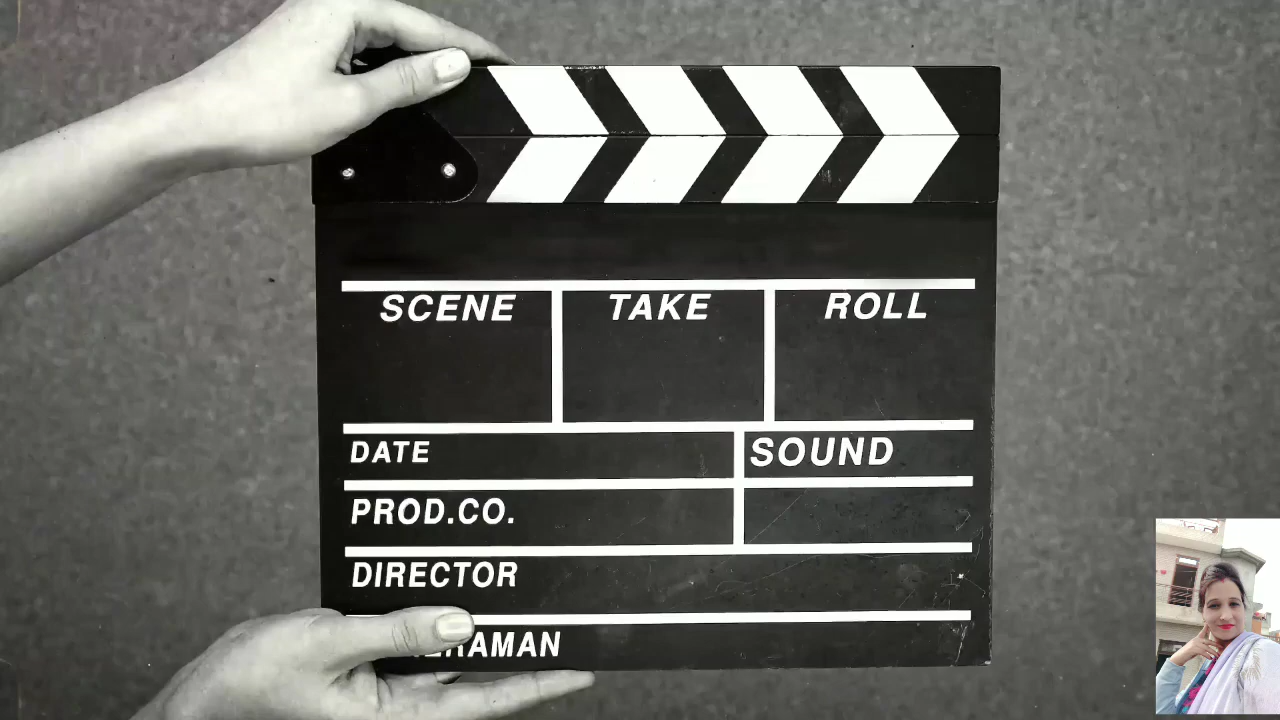 SCENE TAKE ROLL
DATE SOUND
PROD.CO.
DIRECTOR